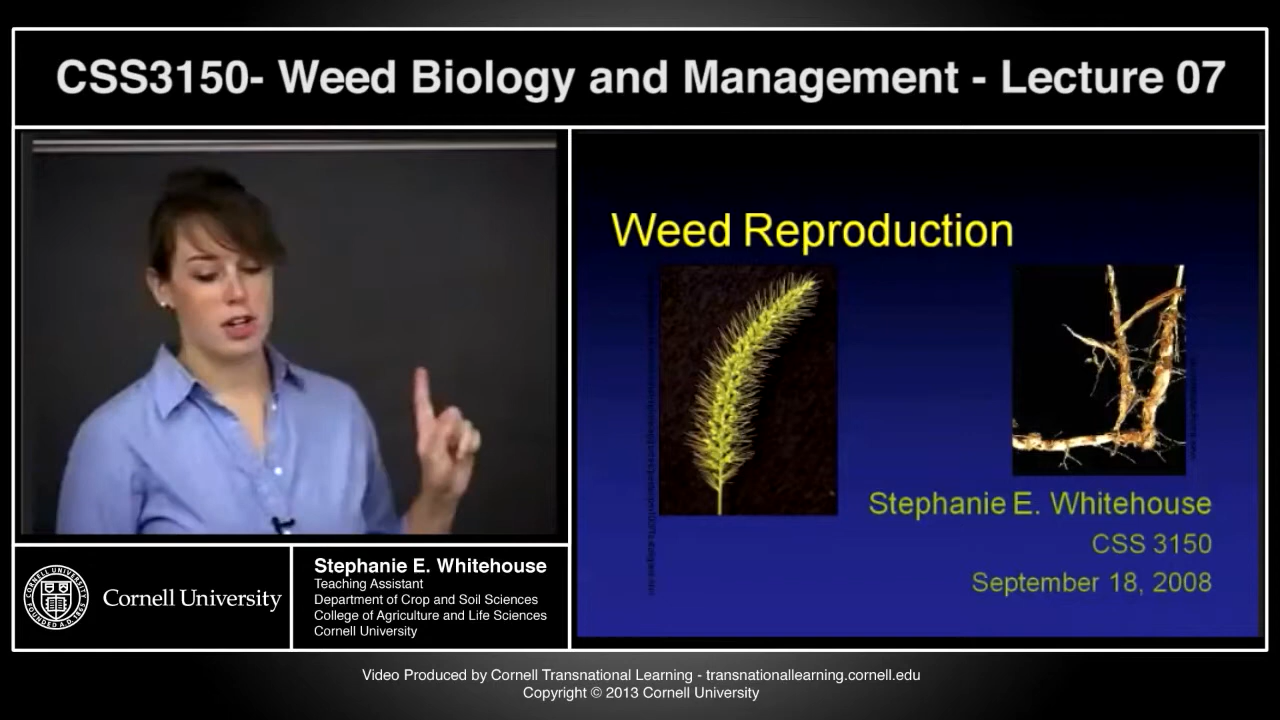 CSS3150- Weed Biology and Management - Lecture 07
Weed Reproduction
Stephanie E. Whitehouse
CSS 3150
September 18, 2008
Cornell University
Stephanie E. Whitehouse
Teaching Assistant
Department of Crop and Soil Sciences
College of Agriculture and Life Sciences
Cornell University
Video Produced by Cornell Transnational Learning - transnationallearning.cornell.edu
Copyright © 2013 Cornell University